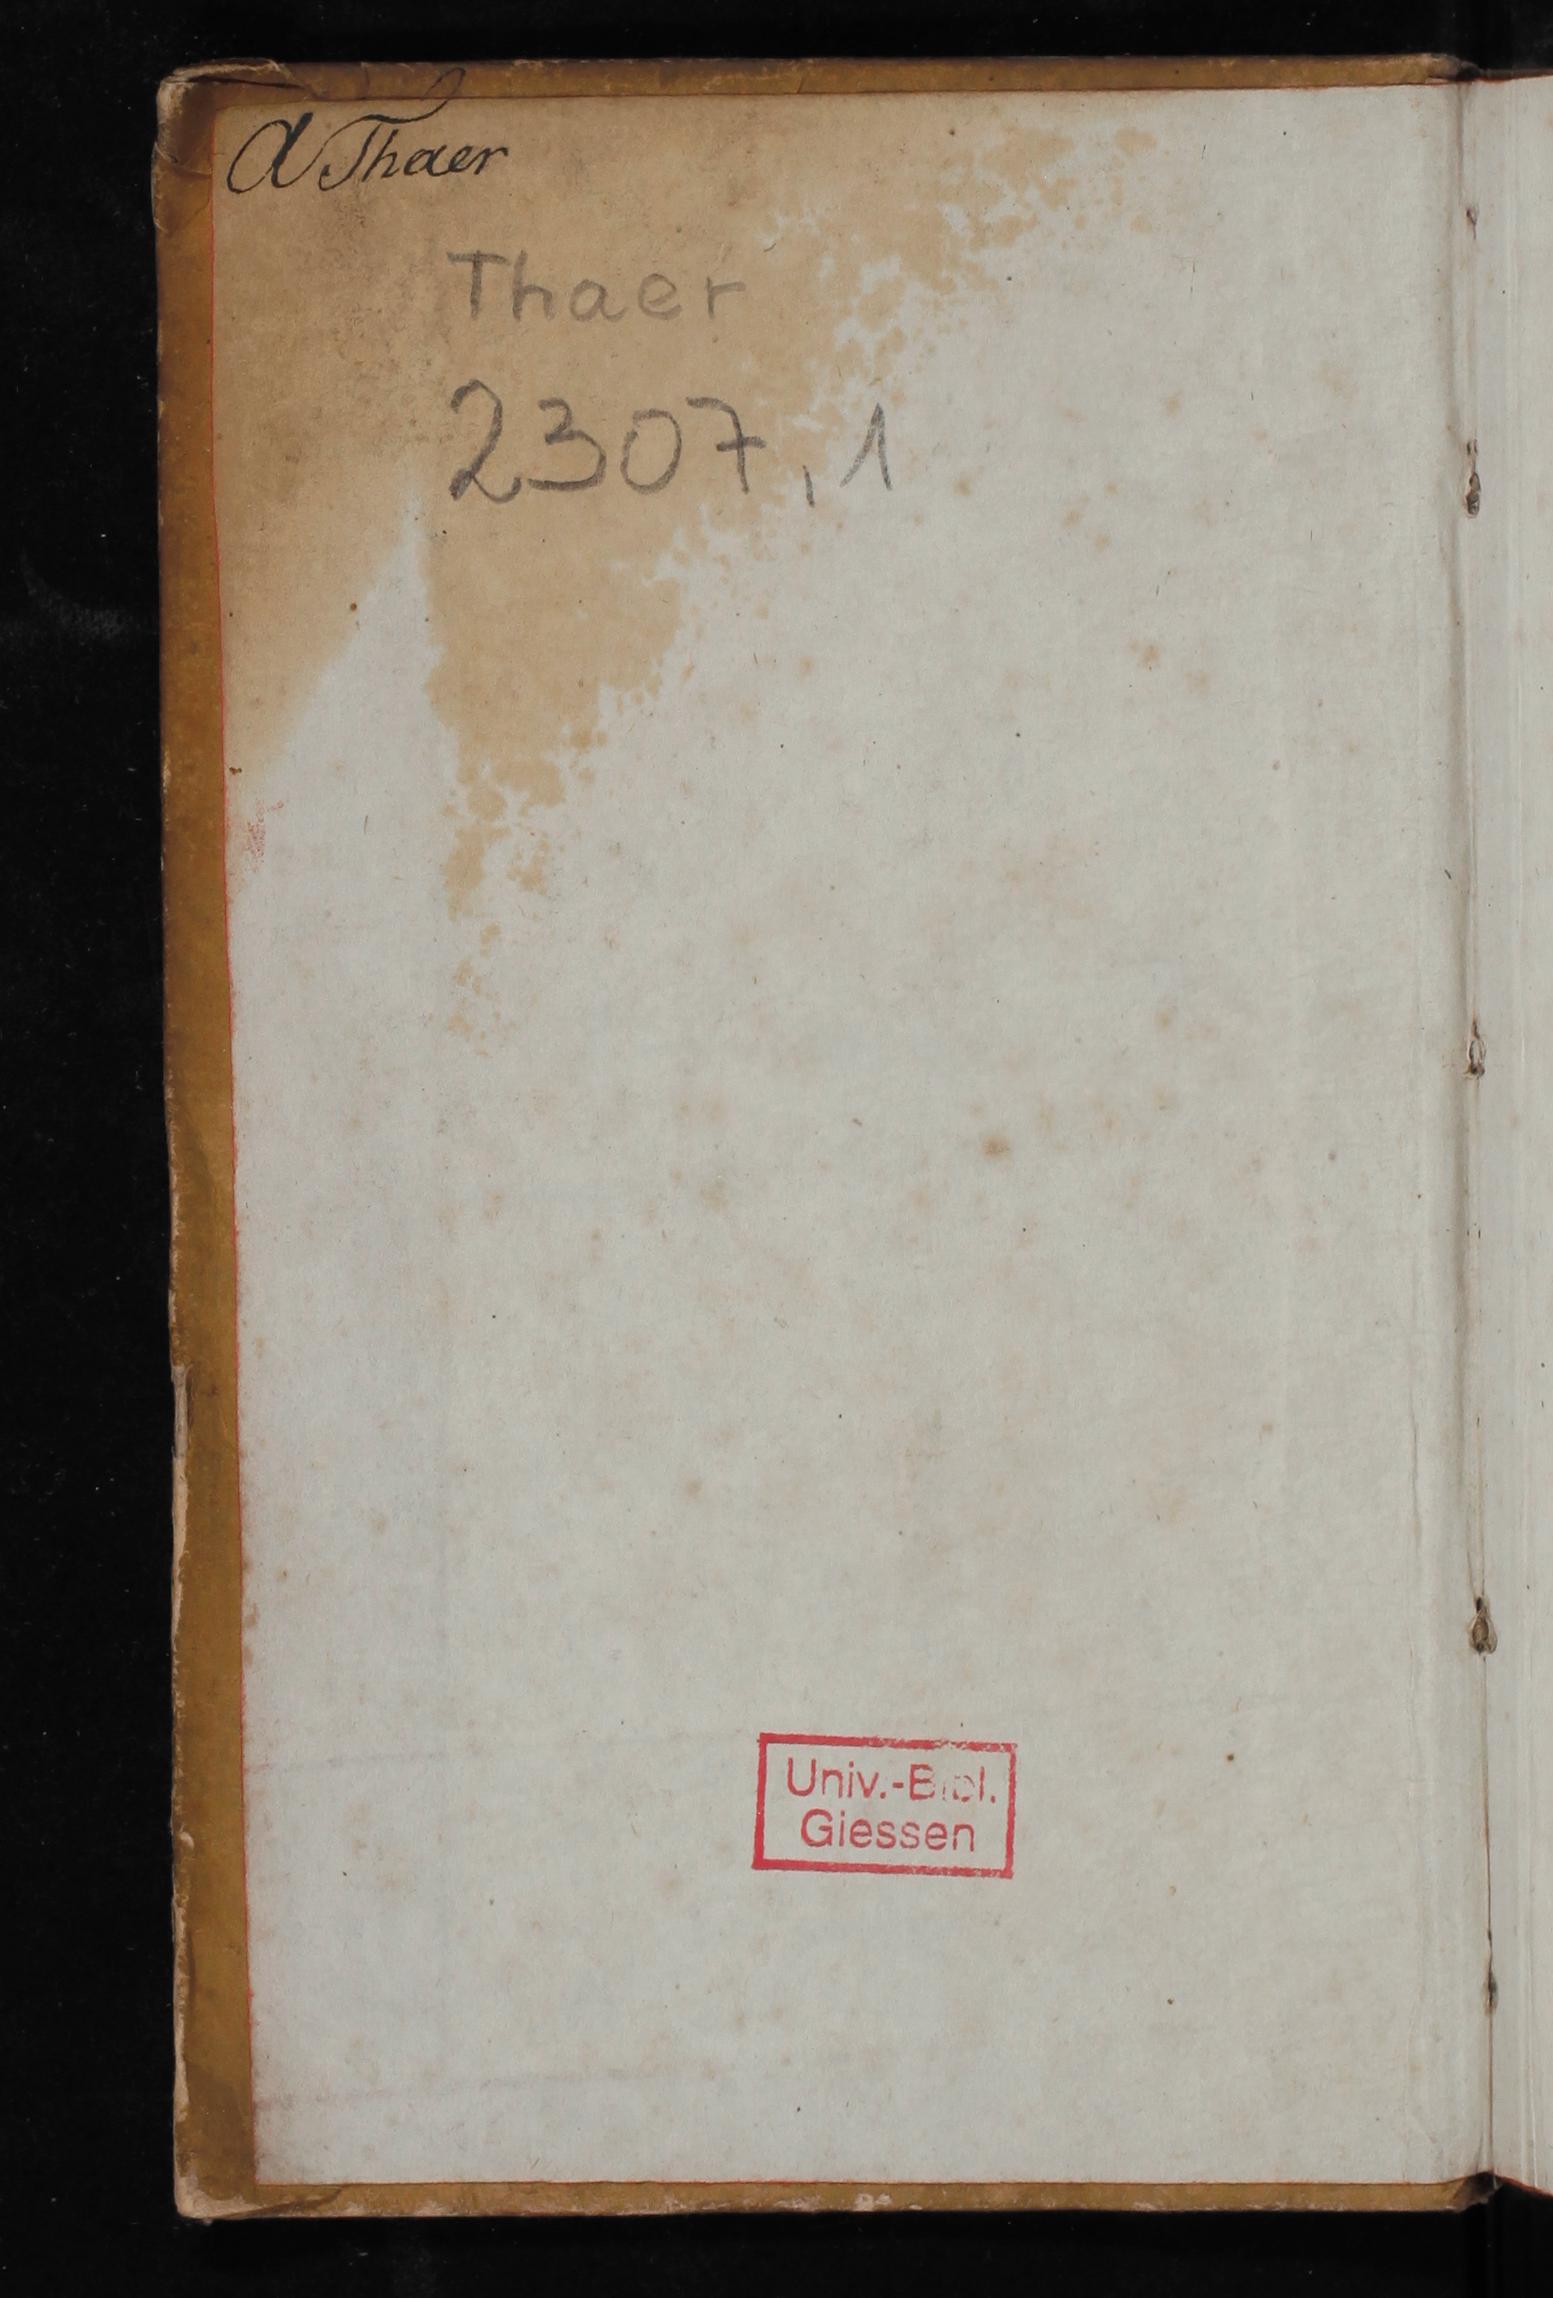 A Thaer
Thaer
2307,1
Univ.-Bibl.
Giessen